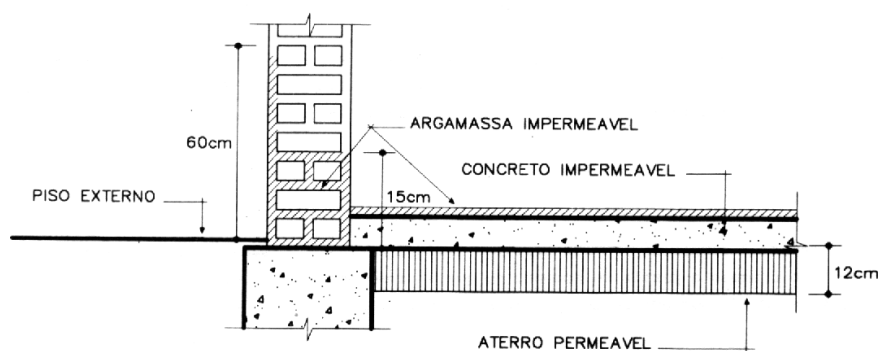 ARGAMASSA IMPERMEAVEL
60cm
CONCRETO IMPERMEAVEL
PISO EXTERNO
15cm
12cm
ATERRO PERMEAVEL